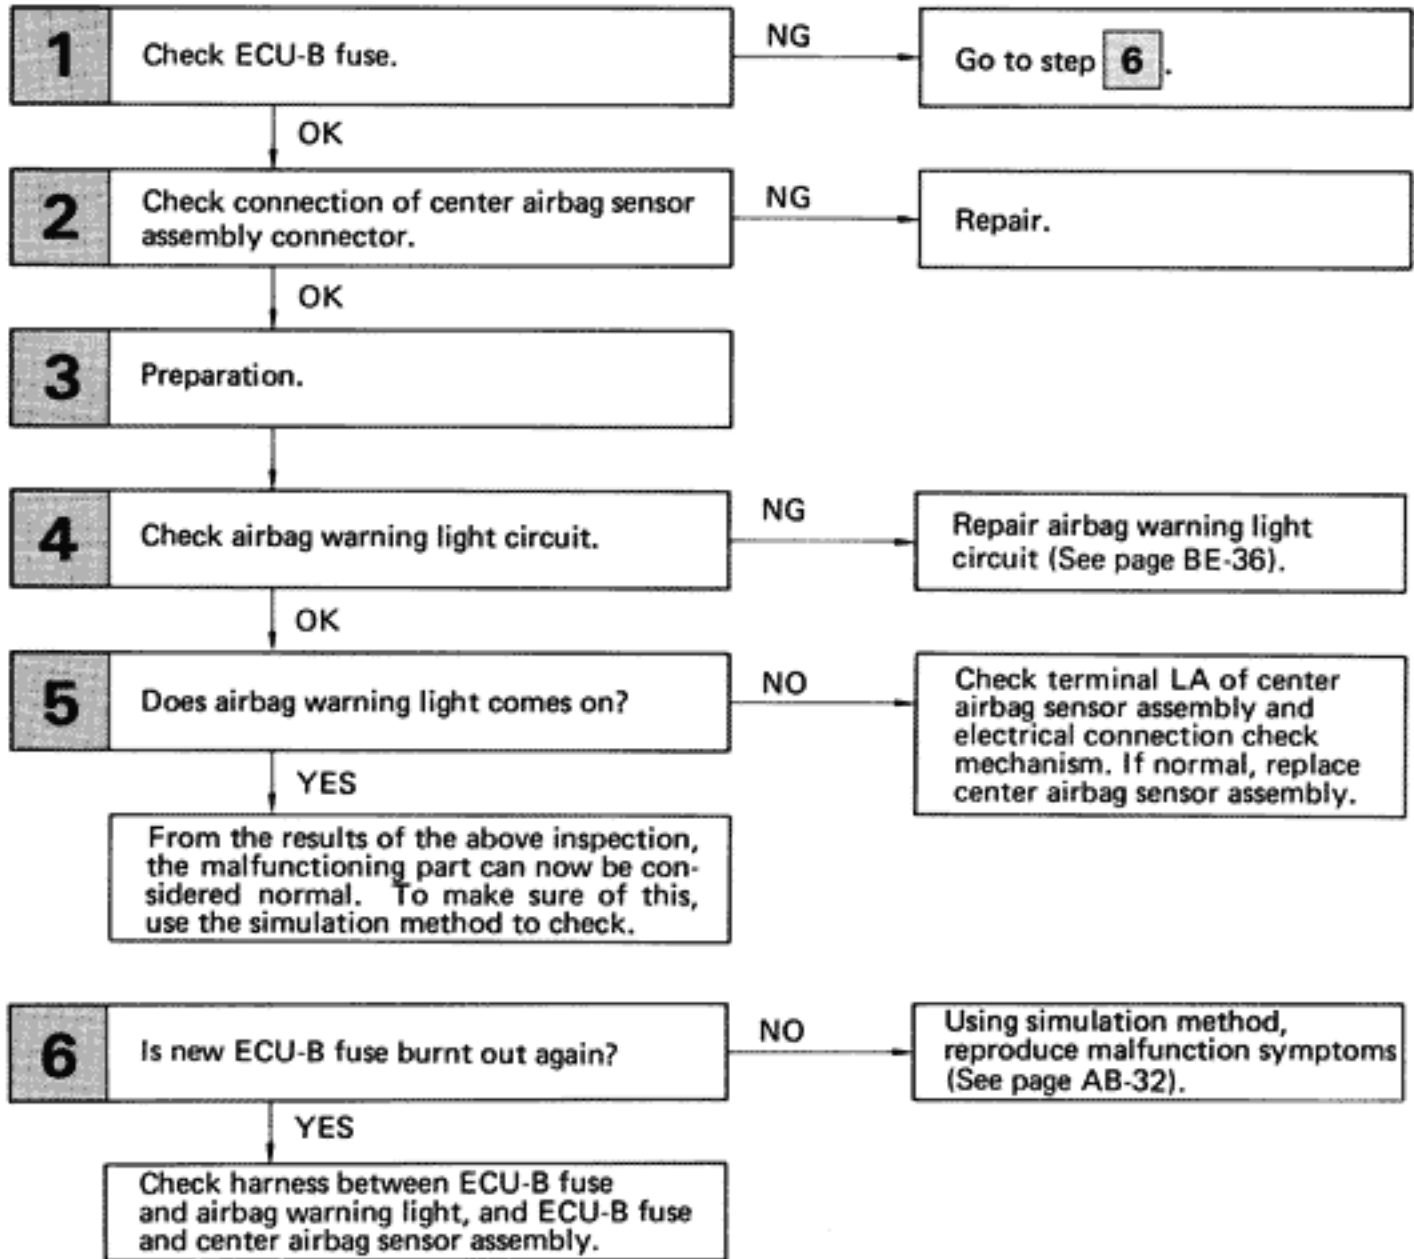 1
Check ECU-B fuse.
NG
Go to step 6.
OK
2
Check connection of center airbag sensor
assembly connector.
NG
Repair.
OK
3
Preparation.
4
Check airbag warning light circuit.
NG
Repair airbag warning light
circuit (See page BE-36).
OK
5
Does airbag warning light comes on?
NO
Check terminal LA of center
airbag sensor assembly and
electrical connection check
mechanism. If normal, replace
center airbag sensor assembly.
YES
From the results of the above inspection,
the malfunctioning part can now be con-
sidered normal. To make sure of this,
use the simulation method to check.
6
Is new ECU-B fuse burnt out again?
NO
Using simulation method,
reproduce malfunction symptoms
(See page AB-32).
YES
Check harness between ECU-B fuse
and airbag warning light, and ECU-B fuse
and center airbag sensor assembly.